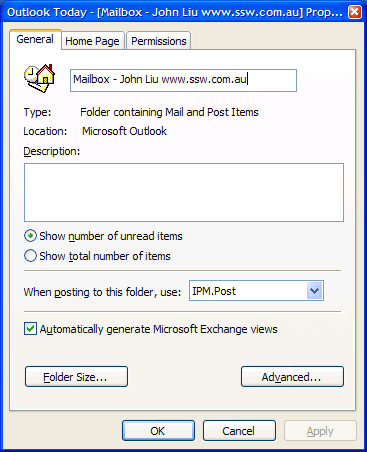 Outlook Today - [Mailbox - John Liu www.ssw.com.au] Prop...
General Home Page Permissions
Mailbox - John Liu www.ssw.com.au
Type: Folder containing Mail and Post Items
Location: Microsoft Outlook
Description:
Show number of unread items
Show total number of items
When posting to this folder, use: IPM.Post
Automatically generate Microsoft Exchange views
Folder Size... Advanced...
OK Cancel Apply